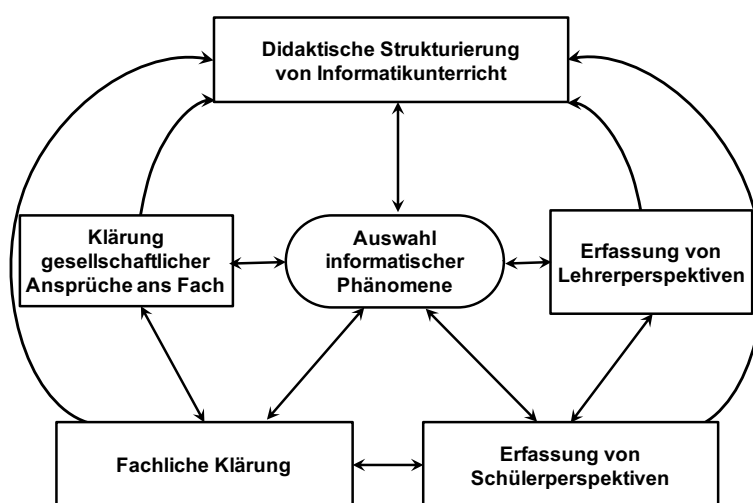 Didaktische Strukturierung
von Informatikunterricht
Klärung
gesellschaftlicher
Ansprüche ans Fach
Auswahl
informatischer
Phänomene
Erfassung von
Lehrerperspektiven
Fachliche Klärung
Erfassung von
Schülerperspektiven